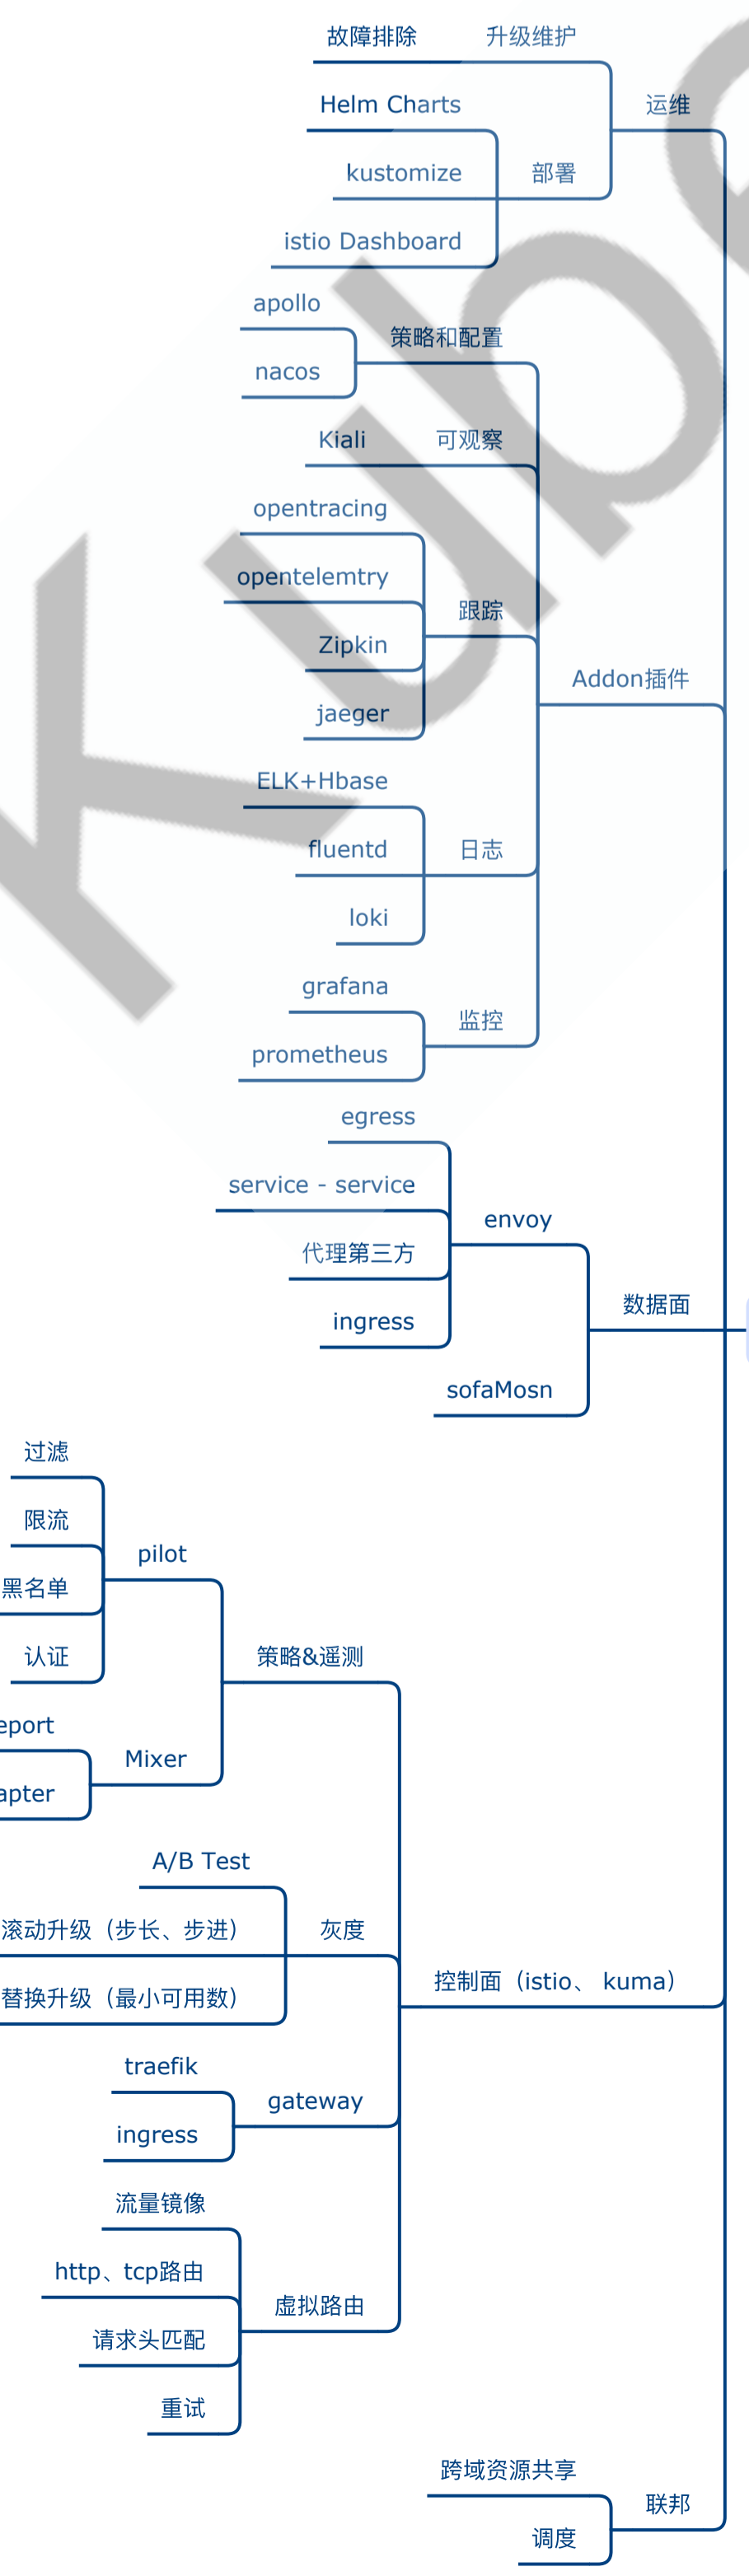 故障排除 升级维护
Helm Charts 运维
kustomize 部署
istio Dashboard
apollo
策略和配置
nacos
Kiali 可观察
opentracing
opentelemtry
跟踪
Zipkin
Addon插件
jaeger
ELK+Hbase
fluentd 日志
loki
grafana
监控
prometheus
egress
service - service
envoy
代理第三方
数据面
ingress
sofaMosn
过滤
限流
pilot
黑名单
认证
策略&遥测
eport
Mixer
apter
A/B Test
滚动升级（步长、步进） 灰度
控制面（istio、 kuma）
替换升级（最小可用数）
traefik
gateway
ingress
流量镜像
http、tcp路由
虚拟路由
请求头匹配
重试
跨域资源共享
联邦
调度
Kub